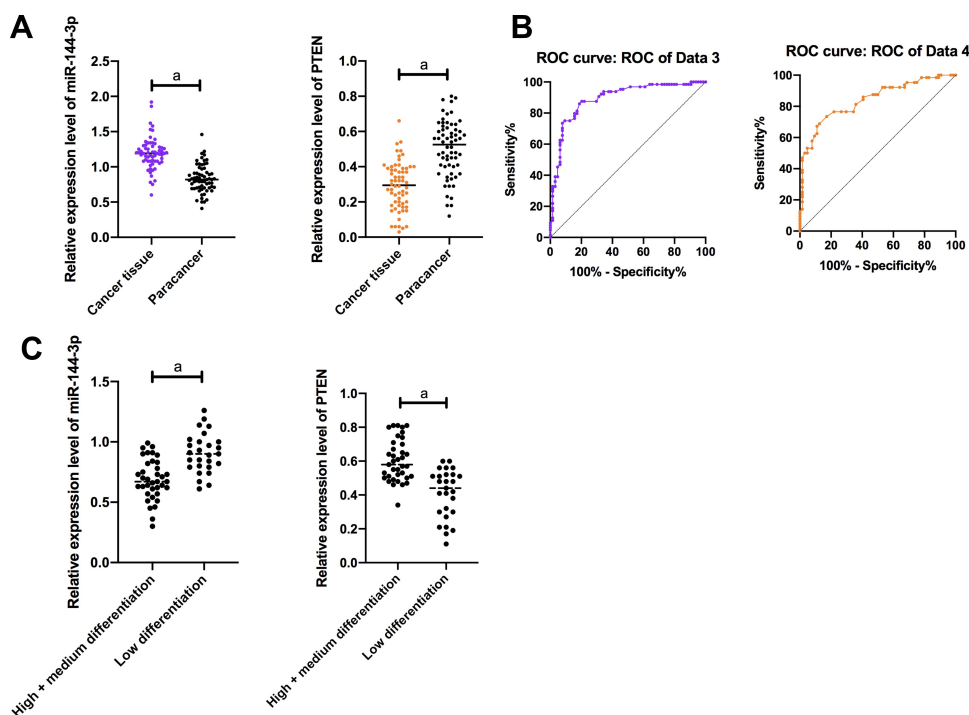 A
Relative expression level of miR-144-3p
a
2.5
2.0
1.5
1.0
0.5
0.0
Cancer tissue
Paracancer
Relative expression level of PTEN
a
1.0
0.8
0.6
0.4
0.2
0.0
Cancer tissue
Paracancer
B
ROC curve: ROC of Data 3
Sensitivity%
100
80
60
40
20
0
0 20 40 60 80 100
100% - Specificity%
ROC curve: ROC of Data 4
Sensitivity%
100
80
60
40
20
0
0 20 40 60 80 100
100% - Specificity%
C
Relative expression level of miR-144-3p
a
1.5
1.0
0.5
0.0
High + medium differentiation
Low differentiation
Relative expression level of PTEN
a
1.0
0.8
0.6
0.4
0.2
0.0
High + medium differentiation
Low differentiation